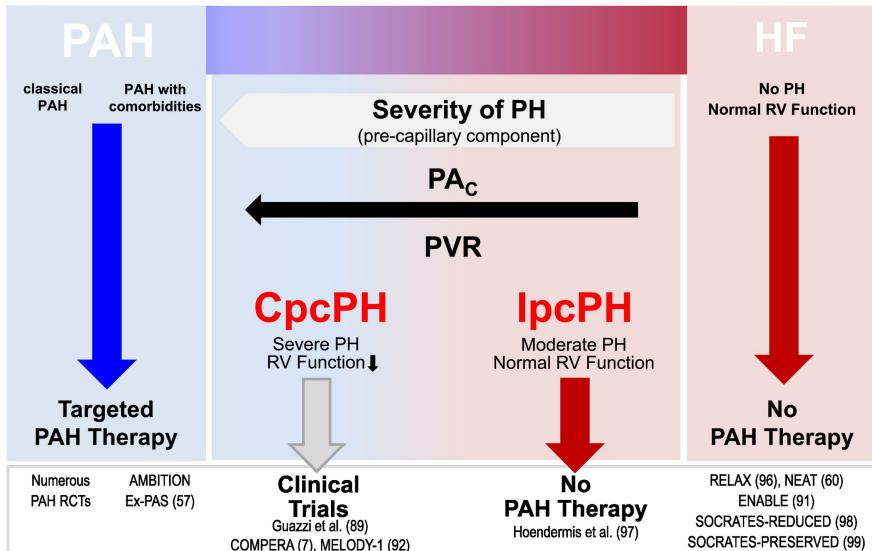 PAH
HF
classical
PAH
PAH with
comorbidities
No PH
Normal RV Function
Severity of PH
(pre-capillary component)
PAC
PVR
CpcPH
Severe PH
RV Function⬇
IpcPH
Moderate PH
Normal RV Function
Targeted
PAH Therapy
No
PAH Therapy
Numerous
PAH RCTs
AMBITION
Ex-PAS (57)
Clinical
Trials
Guazzi et al. (89)
COMPERA (7), MELODY-1 (92)
No
PAH Therapy
Hoendermis et al. (97)
RELAX (96), NEAT (60)
ENABLE (91)
SOCRATES-REDUCED (98)
SOCRATES-PRESERVED (99)